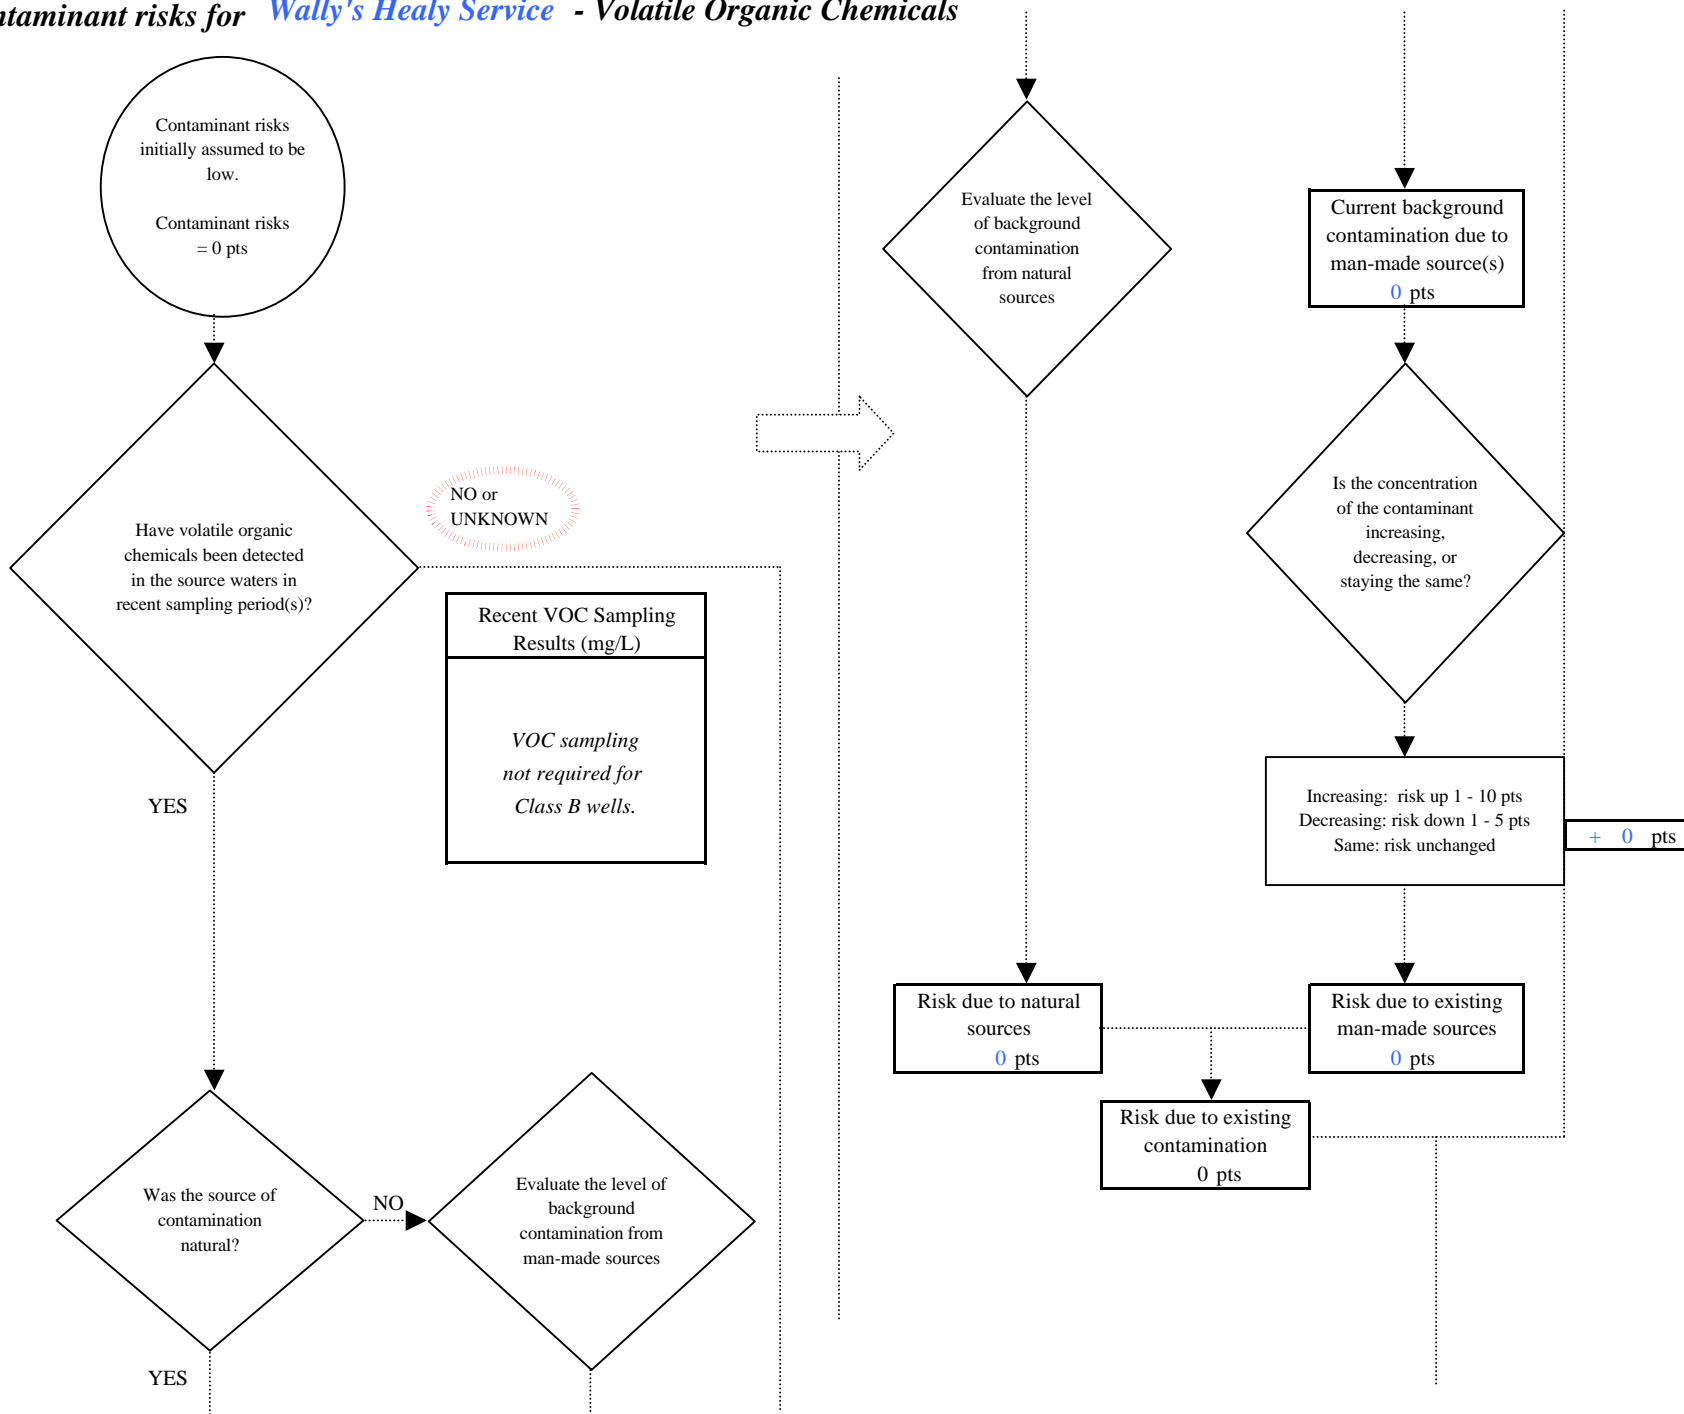 ntaminant risks for Wally's Healy Service - Volatile Organic Chemicals
Contaminant risks
initially assumed to be
low.
Contaminant risks
= 0 pts
Have volatile organic
chemicals been detected
in the source waters in
recent sampling period(s)?
NO or
UNKNOWN
Recent VOC Sampling
Results (mg/L)
VOC sampling
not required for
Class B wells.
YES
Was the source of
contamination
natural?
NO
Evaluate the level of
background
contamination from
man-made sources
YES
Evaluate the level
of background
contamination
from natural
sources
Current background
contamination due to
man-made source(s)
0 pts
Is the concentration
of the contaminant
increasing,
decreasing, or
staying the same?
Increasing: risk up 1 - 10 pts
Decreasing: risk down 1 - 5 pts
Same: risk unchanged
+ 0 pts
Risk due to natural
sources
0 pts
Risk due to existing
man-made sources
0 pts
Risk due to existing
contamination
0 pts